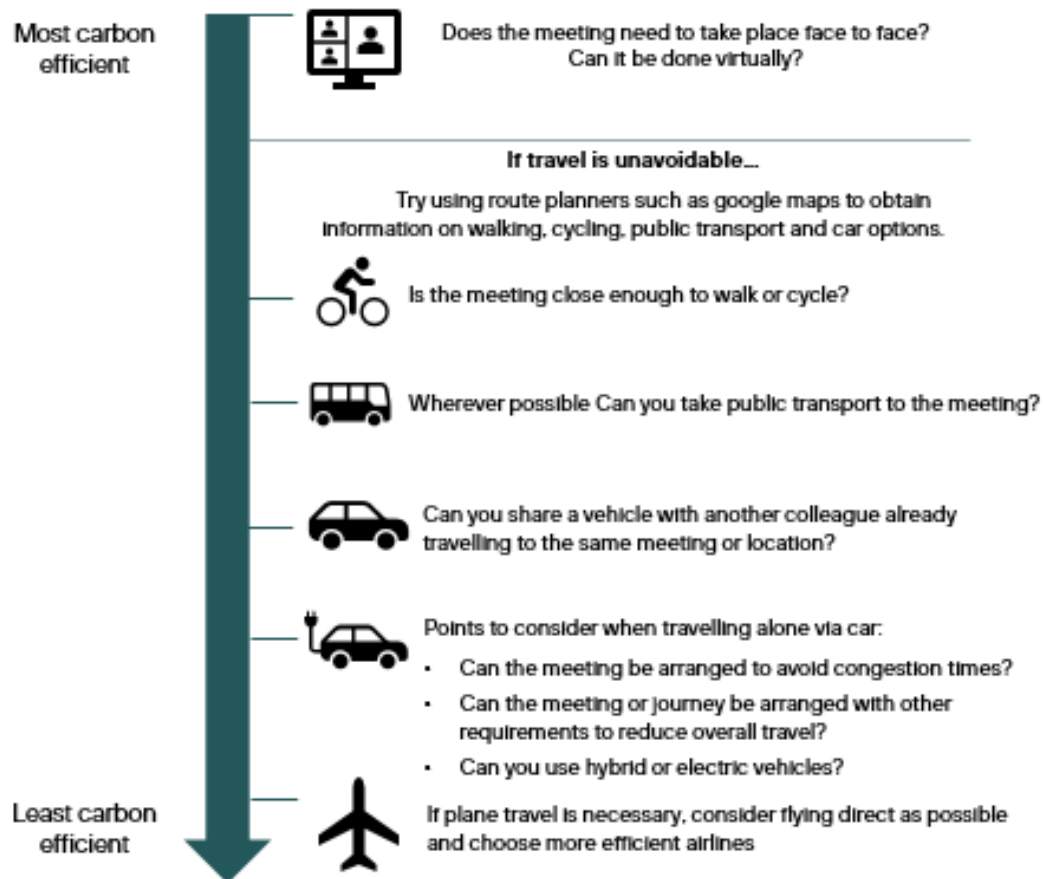 Most carbon
efficient
Does the meeting need to take place face to face?
Can it be done virtually?
If travel is unavoidable...
Try using route planners such as google maps to obtain
information on walking, cycling, public transport and car options.
Is the meeting close enough to walk or cycle?
Wherever possible Can you take public transport to the meeting?
Can you share a vehicle with another colleague already
travelling to the same meeting or location?
Points to consider when travelling alone via car:
• Can the meeting be arranged to avoid congestion times?
• Can the meeting or journey be arranged with other
requirements to reduce overall travel?
• Can you use hybrid or electric vehicles?
Least carbon
efficient
If plane travel is necessary, consider flying direct as possible
and choose more efficient airlines